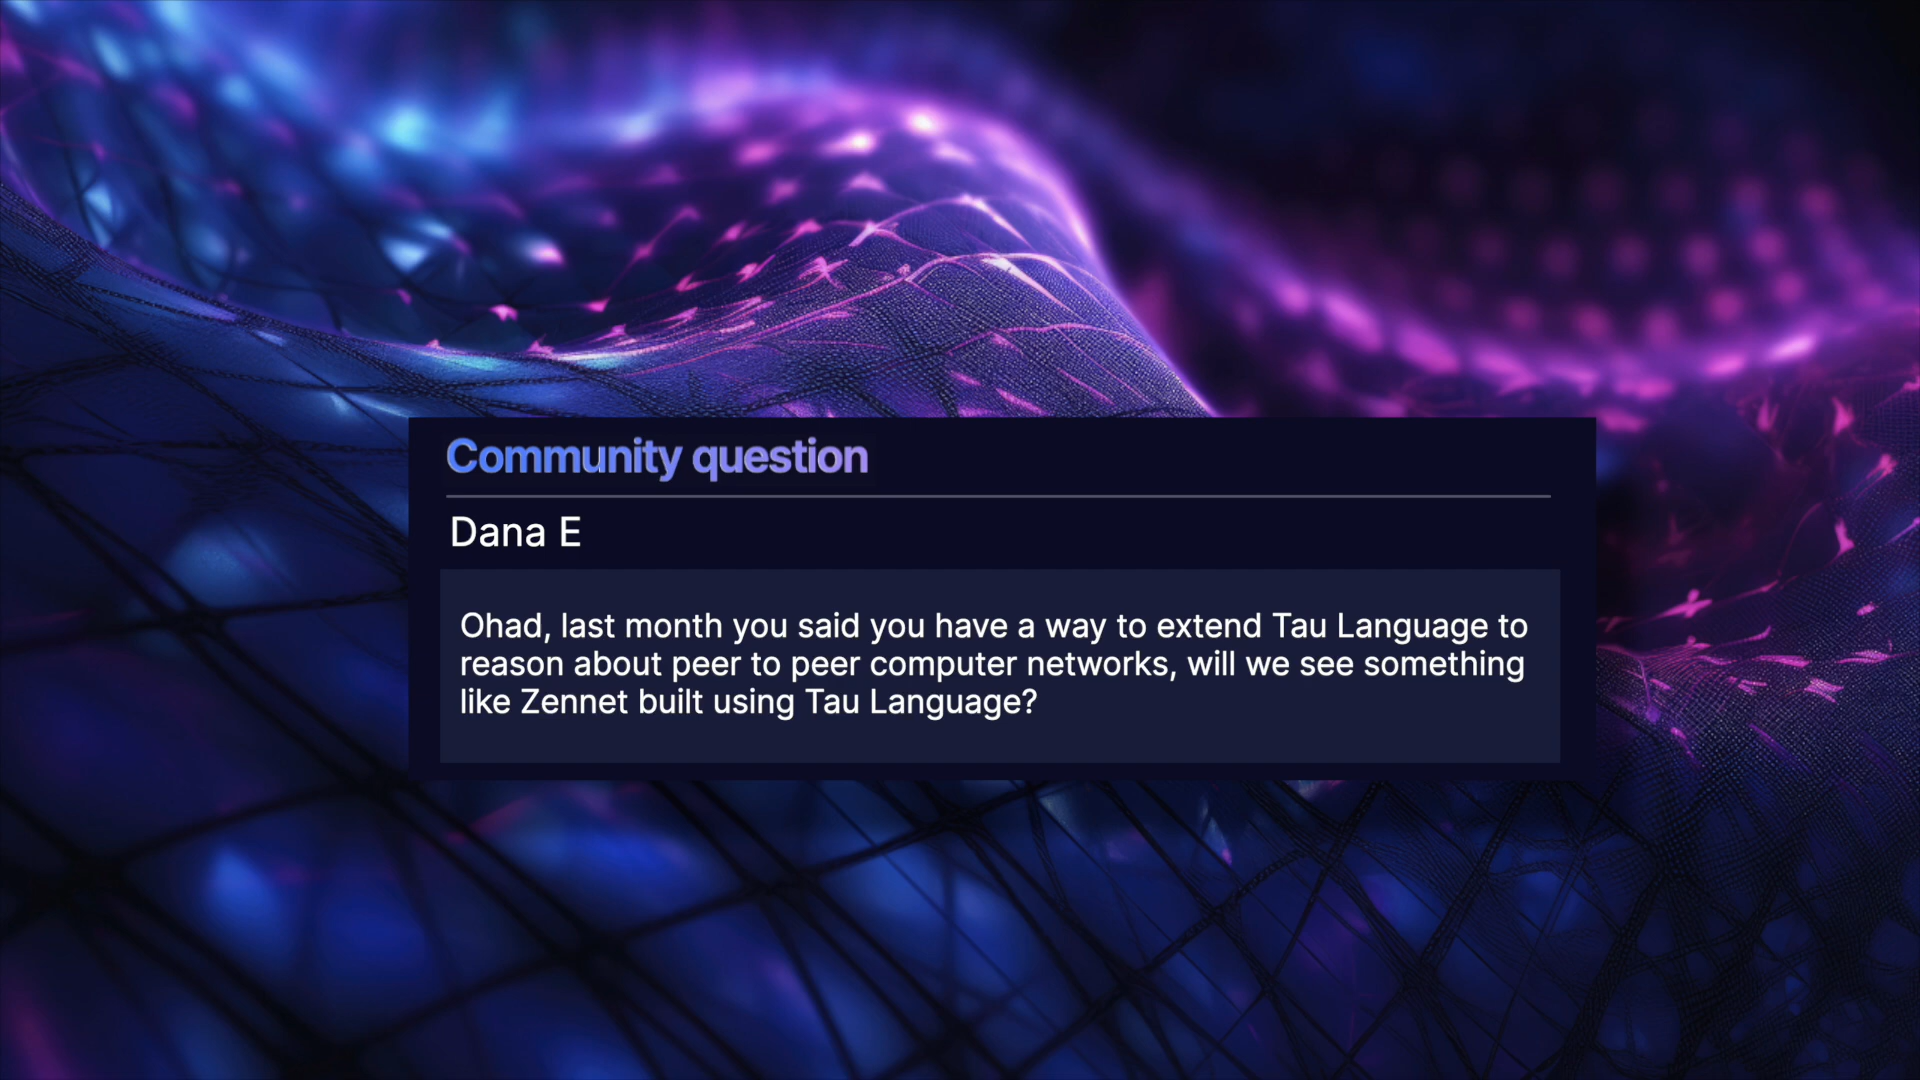 Community question
Dana E
Ohad, last month you said you have a way to extend Tau Language to
reason about peer to peer computer networks, will we see something
like Zennet built using Tau Language?